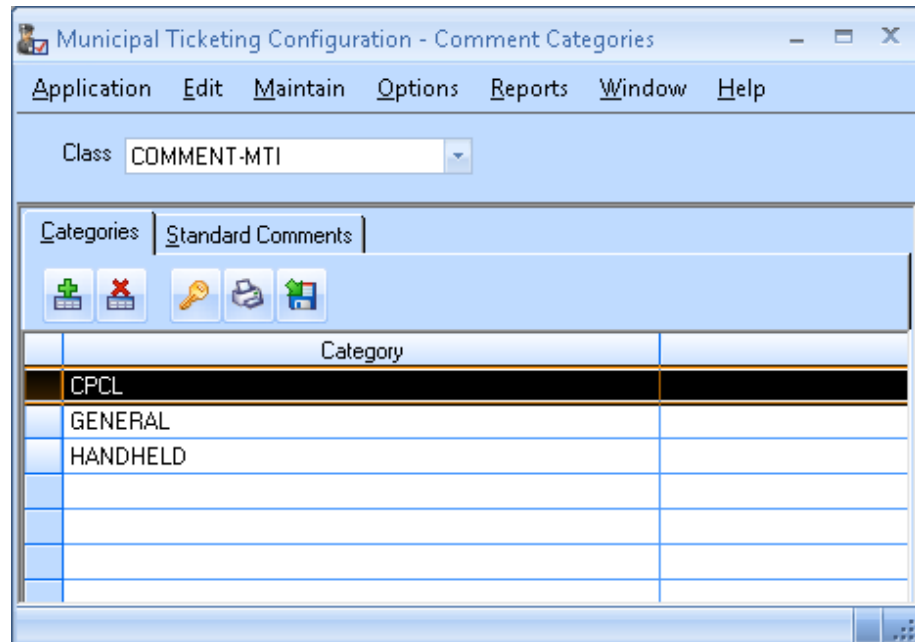 Municipal Ticketing Configuration - Comment Categories
Application Edit Maintain Options Reports Window Help
Class COMMENT-MTI
Categories Standard Comments
Category
CPCL
GENERAL
HANDHELD